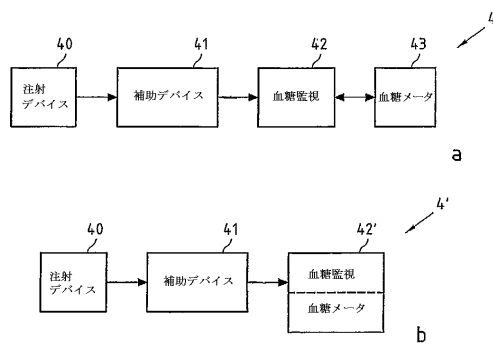 40
41
42
43
4
注射
デバイス
補助デバイス
血糖監視
血糖メータ
a
40
41
42'
4'
注射
デバイス
補助デバイス
血糖監視
血糖メータ
b